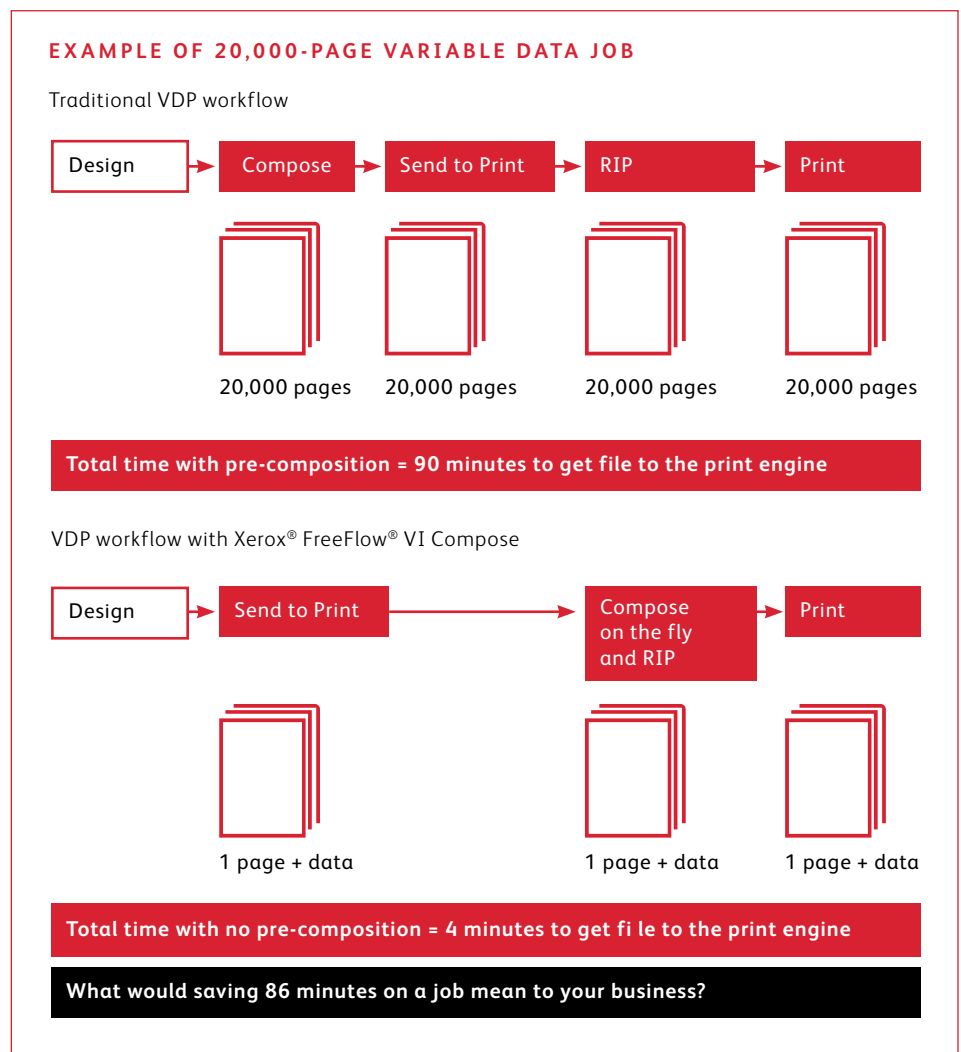 EXAMPLE OF 20,000-PAGE VARIABLE DATA JOB
Traditional VDP workflow
Design
Compose
Send to Print
RIP
Print
20,000 pages
20,000 pages
20,000 pages
20,000 pages
Total time with pre-composition = 90 minutes to get file to the print engine
VDP workflow with Xerox® FreeFlow® VI Compose
Design
Send to Print
Compose
on the fly
and RIP
Print
1 page + data
1 page + data
1 page + data
Total time with no pre-composition = 4 minutes to get fi le to the print engine
What would saving 86 minutes on a job mean to your business?